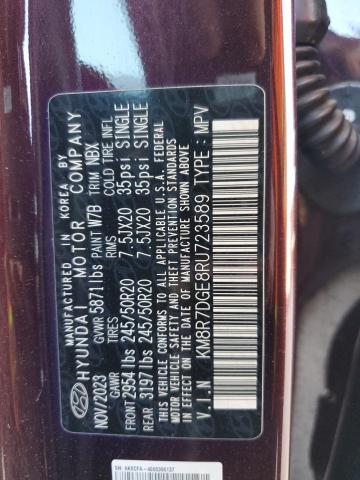 MANUFACTURED IN KOREA BY
HYUNDAI MOTOR COMPANY
NOV/2023 GVWR 5871lbs PAINT W7B TRIM NBX
GAWR TIRES RIMS COLD TIRE INFL
FRONT 2954lbs 245/50R20 7.5JX20 35psi SINGLE
REAR 3197lbs 245/50R20 7.5JX20 35psi SINGLE
THIS VEHICLE CONFORMS TO ALL APPLICABLE U.S.A. FEDERAL
MOTOR VEHICLE SAFETY, BUMPER, AND THEFT PREVENTION STANDARDS
IN EFFECT ON THE DATE OF MANUFACTURE SHOWN ABOVE.
V.I.N KM8R7DGE8RU723589 TYPE: MPV